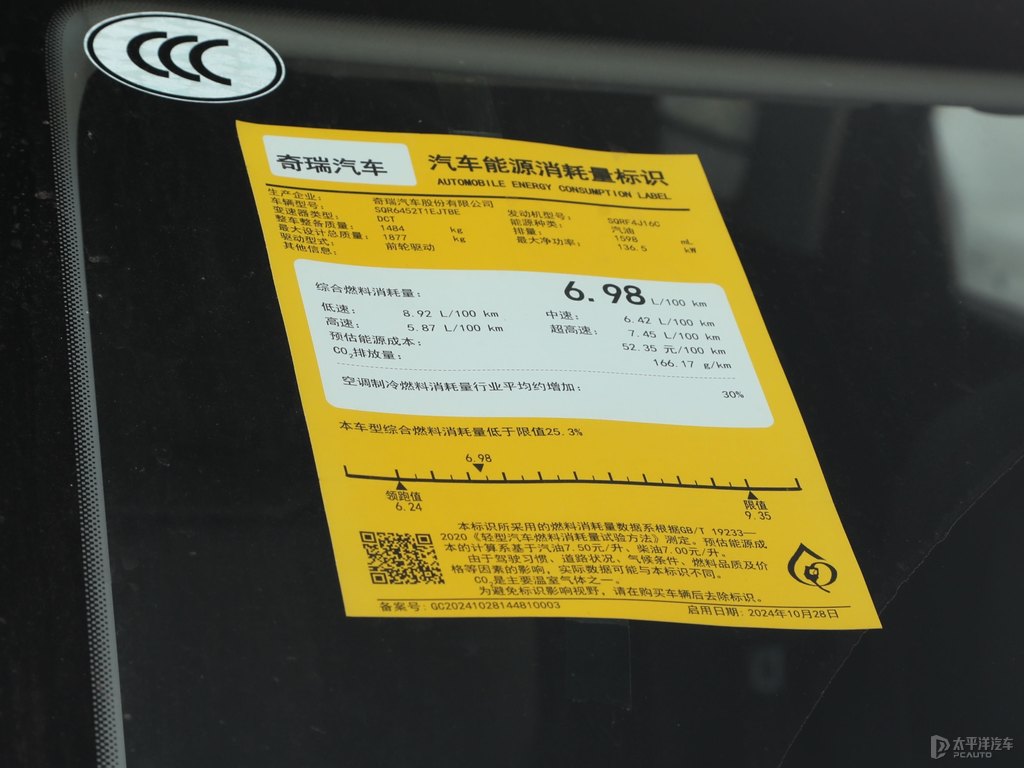 CCC
奇瑞汽车
汽车能源消耗量标识
AUTOMOBILE ENERGY CONSUMPTION LABEL
生产企业: 奇瑞汽车股份有限公司
车辆型号: SQR6452T1EJTBE 发动机型号: SQRF4J16C
变速器类型: DCT 能源种类: 汽油
整车整备质量: 1484 kg 排量: 1598 mL
最大设计总质量: 1877 kg 最大净功率: 136.5 kW
驱动型式: 前轮驱动
其他信息:
综合燃料消耗量: 6.98 L/100 km
低速: 8.92 L/100 km 中速: 6.42 L/100 km
高速: 5.87 L/100 km 超高速: 7.45 L/100 km
预估能源成本: 52.35 元/100 km
CO₂排放量: 166.17 g/km
空调制冷燃料消耗量行业平均约增加: 30%
本车型综合燃料消耗量低于限值25.3%
6.98
领跑值
6.24
限值
9.35
本标识所采用的燃料消耗量数据系根据GB/T 19233—
2020《轻型汽车燃料消耗量试验方法》测定。预估能源成
本的计算系基于汽油7.50元/升、柴油7.00元/升。
由于驾驶习惯、道路状况、气候条件、燃料品质及价
格等因素的影响，实际数据可能与本标识不同。
CO₂是主要温室气体之一。
为避免标识影响视野，请在购买车辆后去除标识。
备案号: GC20241028144810003 启用日期: 2024年10月28日
太平洋汽车
PCAUTO